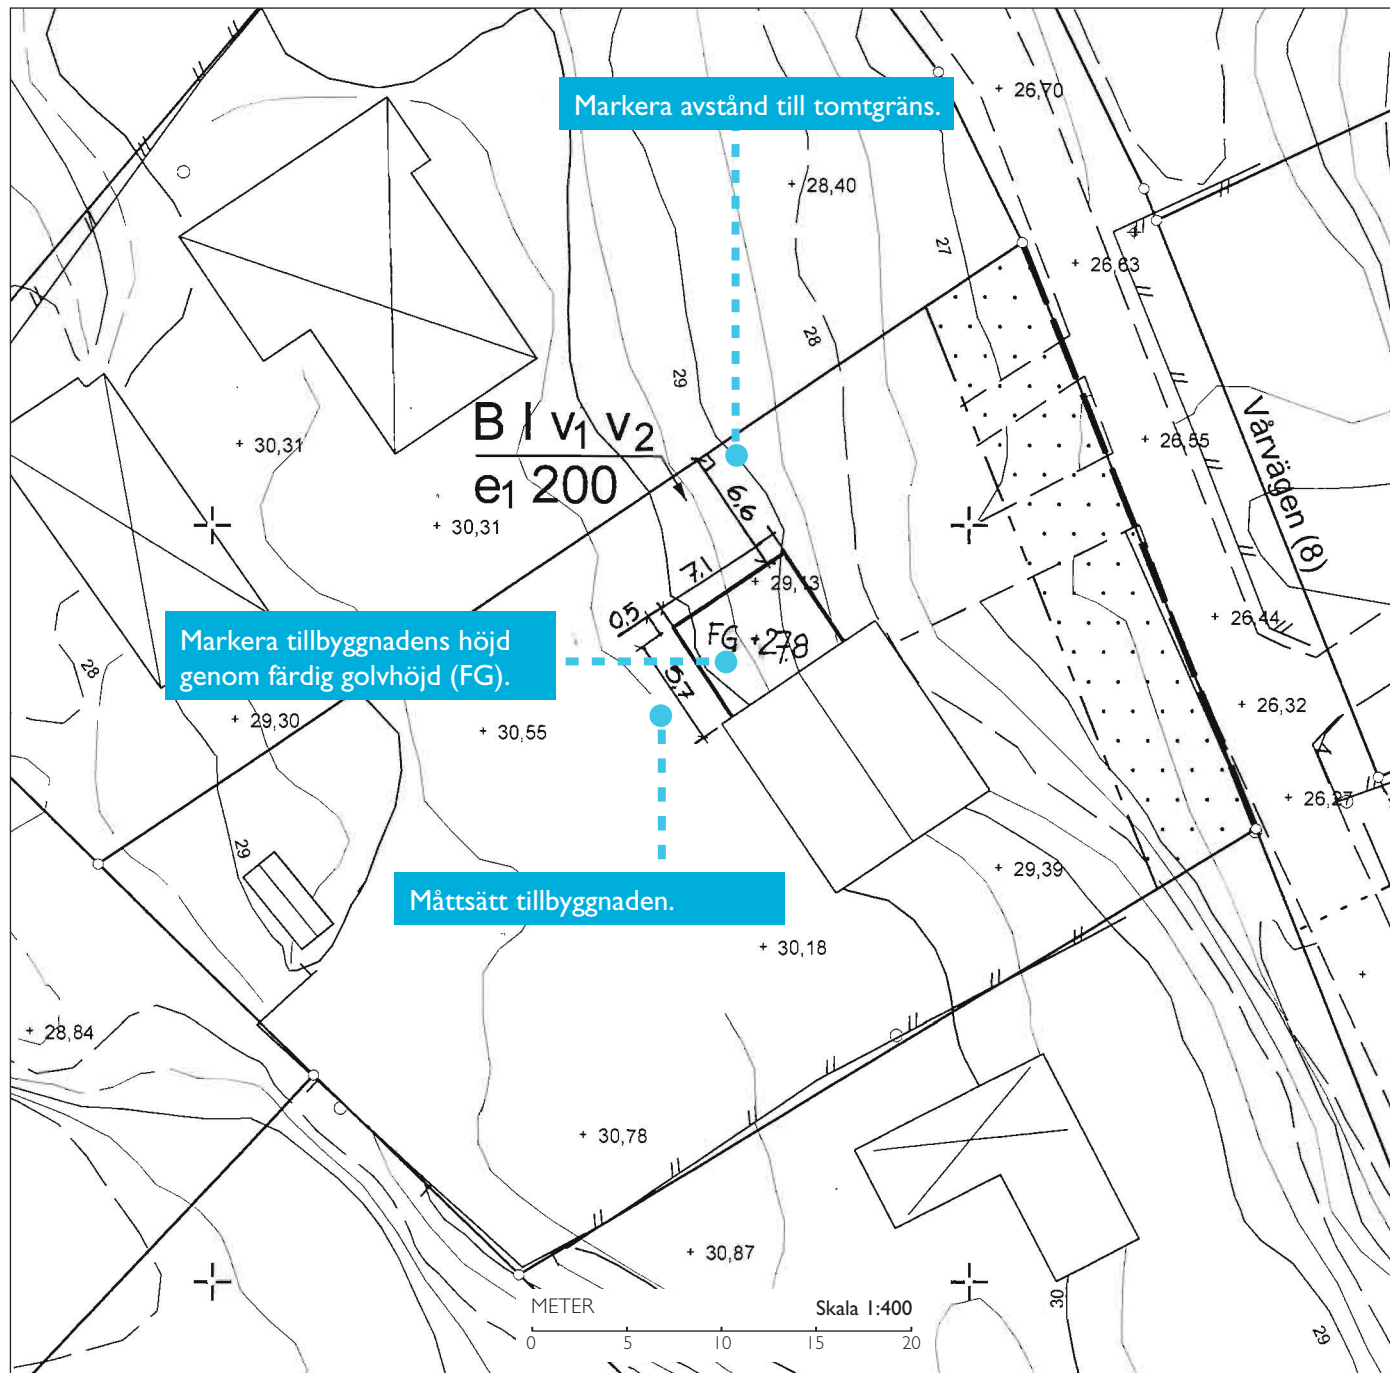 Markera avstånd till tomtgräns.
26,70
28,40
27
26,63
28
29
B I v1 v2
e1 200
30,31
30,31
26,55
Vårvägen (8)
6,6
7,1
29,13
0,5
FG +27,8
5,7
26,44
Markera tillbyggnadens höjd
genom färdig golvhöjd (FG).
28
29,30
30,55
26,32
26,27
29
29,39
Måttsätt tillbyggnaden.
30,18
28,84
30,78
30,87
METER
Skala 1:400
0 5 10 15 20
30
29